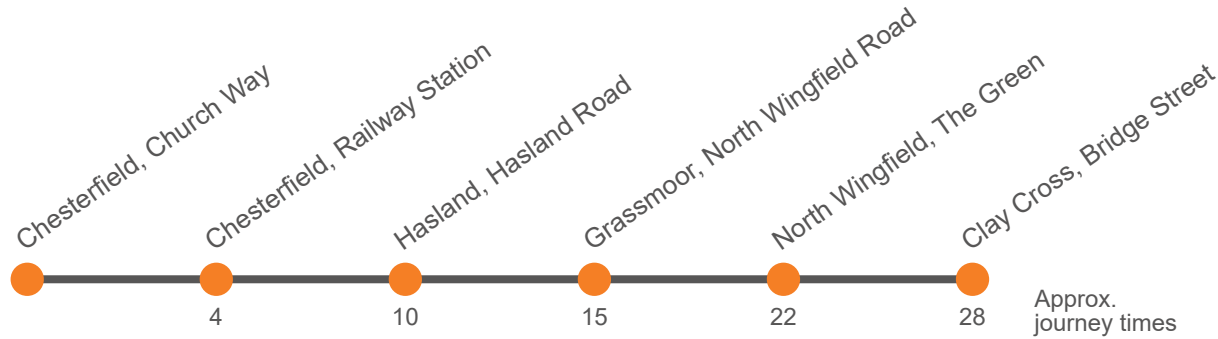 Chesterfield, Church Way
Chesterfield, Railway Station
Hasland, Hasland Road
Grassmoor, North Wingfield Road
North Wingfield, The Green
Clay Cross, Bridge Street
4
10
15
22
28
Approx.
journey times